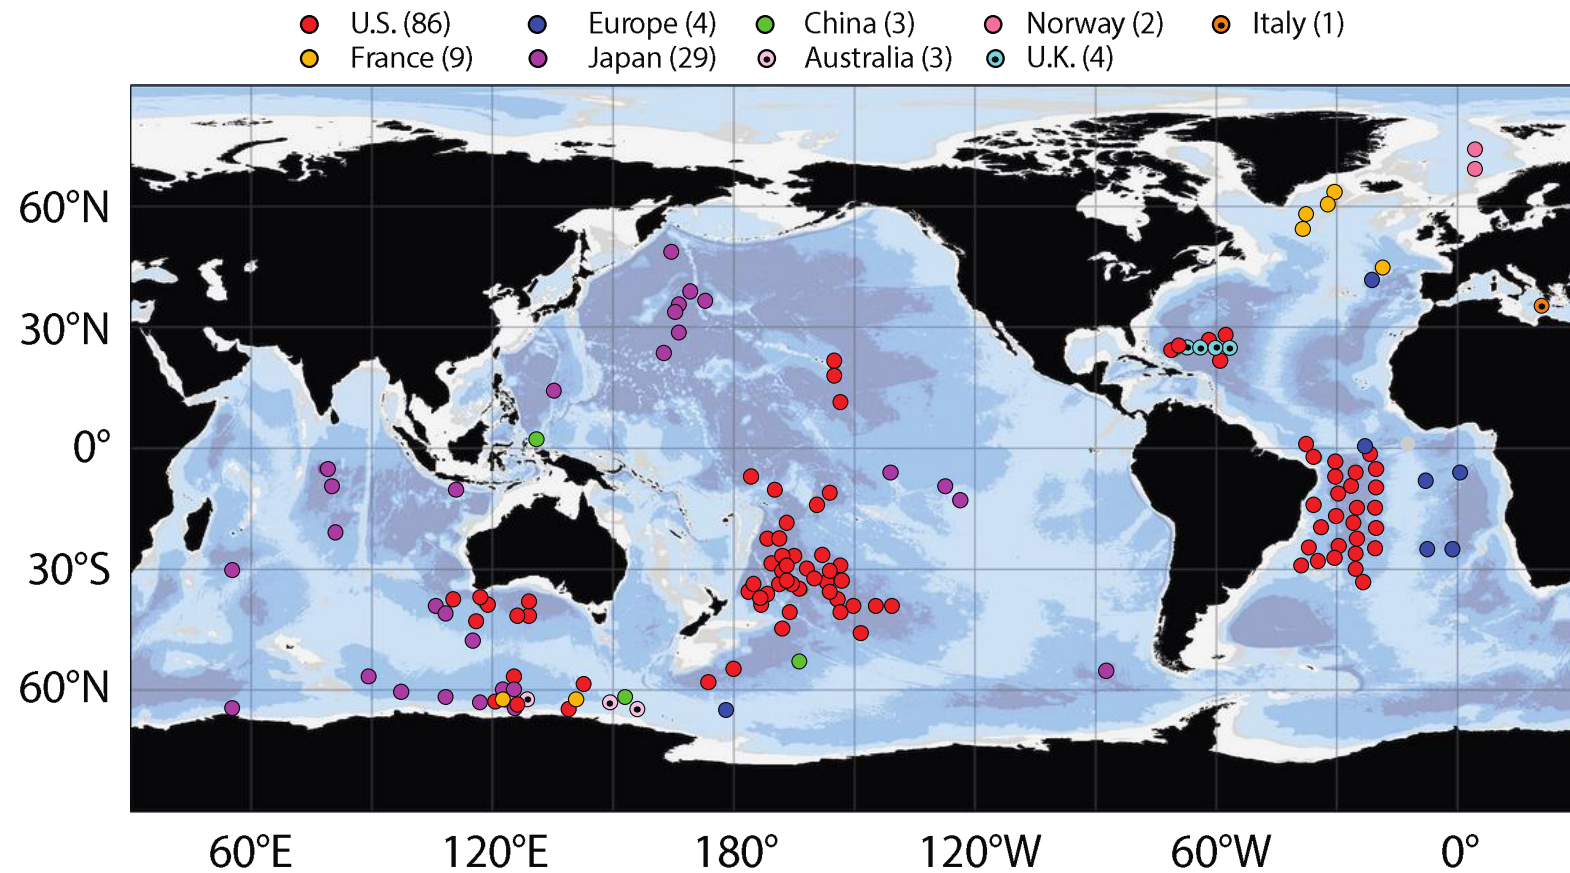 U.S. (86) Europe (4) China (3) Norway (2) Italy (1)
France (9) Japan (29) Australia (3) U.K. (4)
60°N
30°N
0°
30°S
60°N
60°E 120°E 180° 120°W 60°W 0°